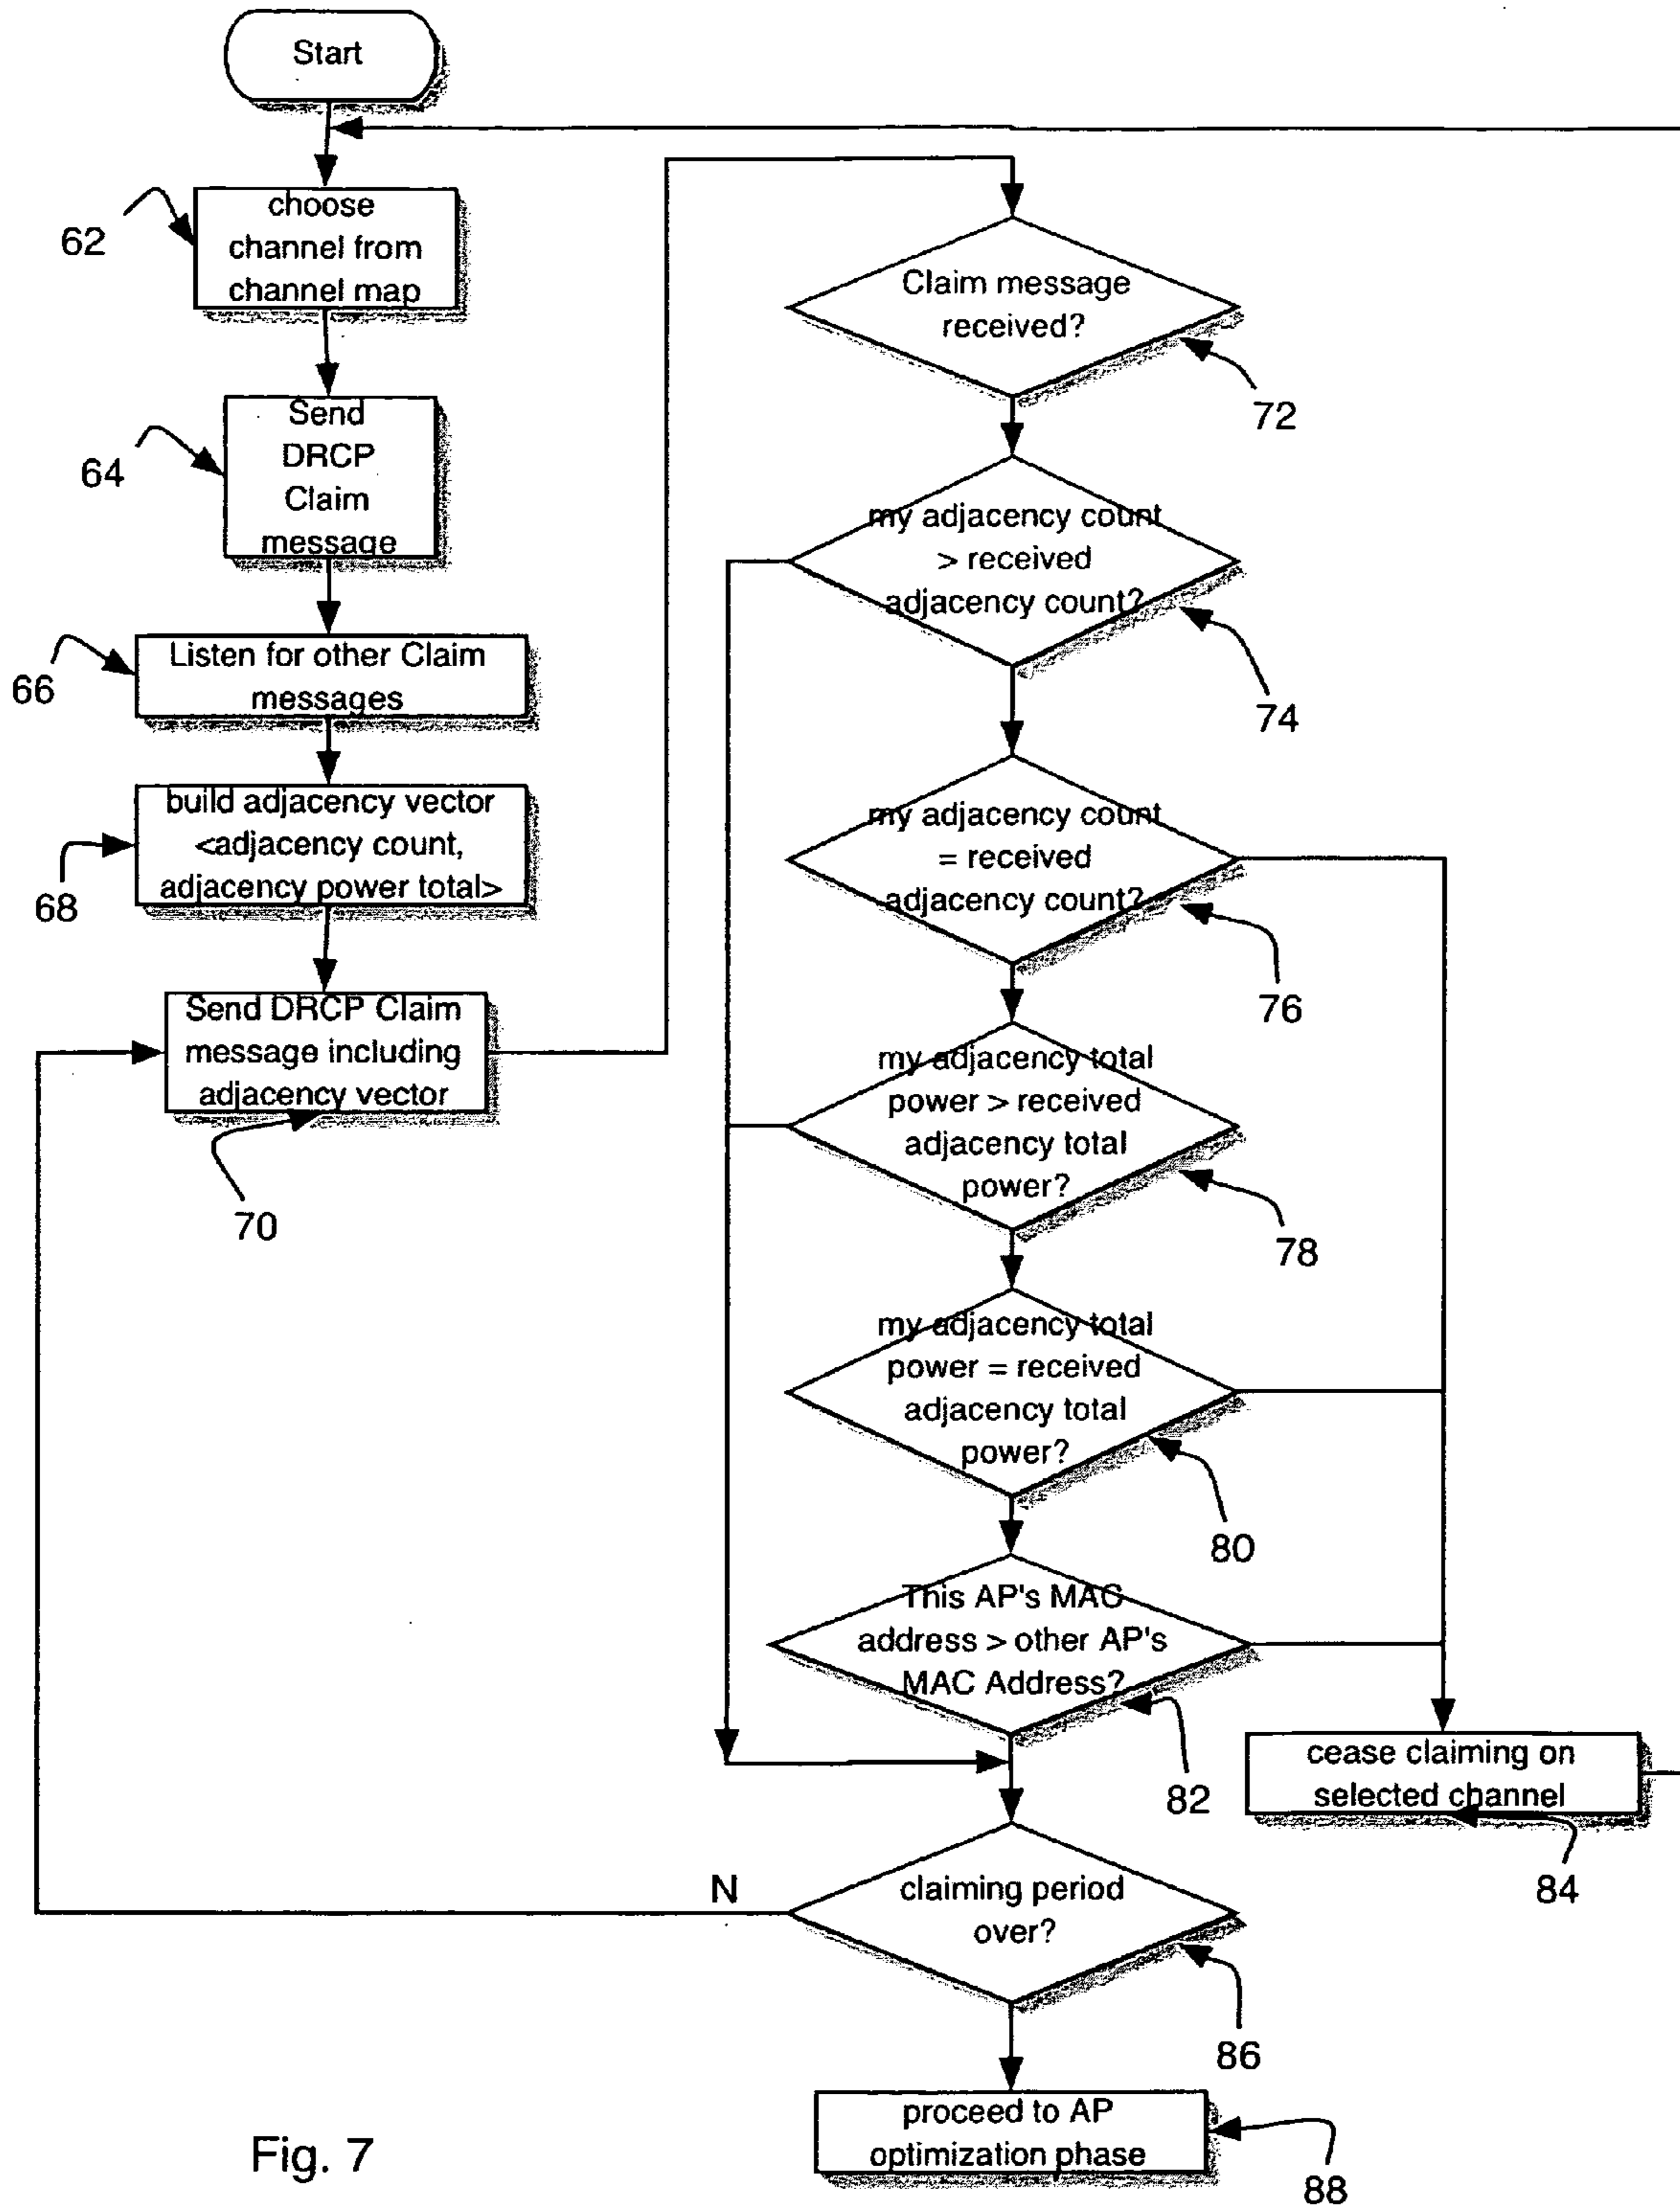 Start
62
choose
channel from
channel map
64
Send
DRCP
Claim
message
66
Listen for other Claim
messages
68
build adjacency vector
<adjacency count,
adjacency power total>
Send DRCP Claim
message including
adjacency vector
70
Claim message
received?
72
my adjacency count
> received
adjacency count?
74
my adjacency count
= received
adjacency count?
76
my adjacency total
power > received
adjacency total
power?
78
my adjacency total
power = received
adjacency total
power?
80
This AP's MAC
address > other AP's
MAC Address?
82
cease claiming on
selected channel
84
N
claiming period
over?
86
proceed to AP
optimization phase
88
Fig. 7